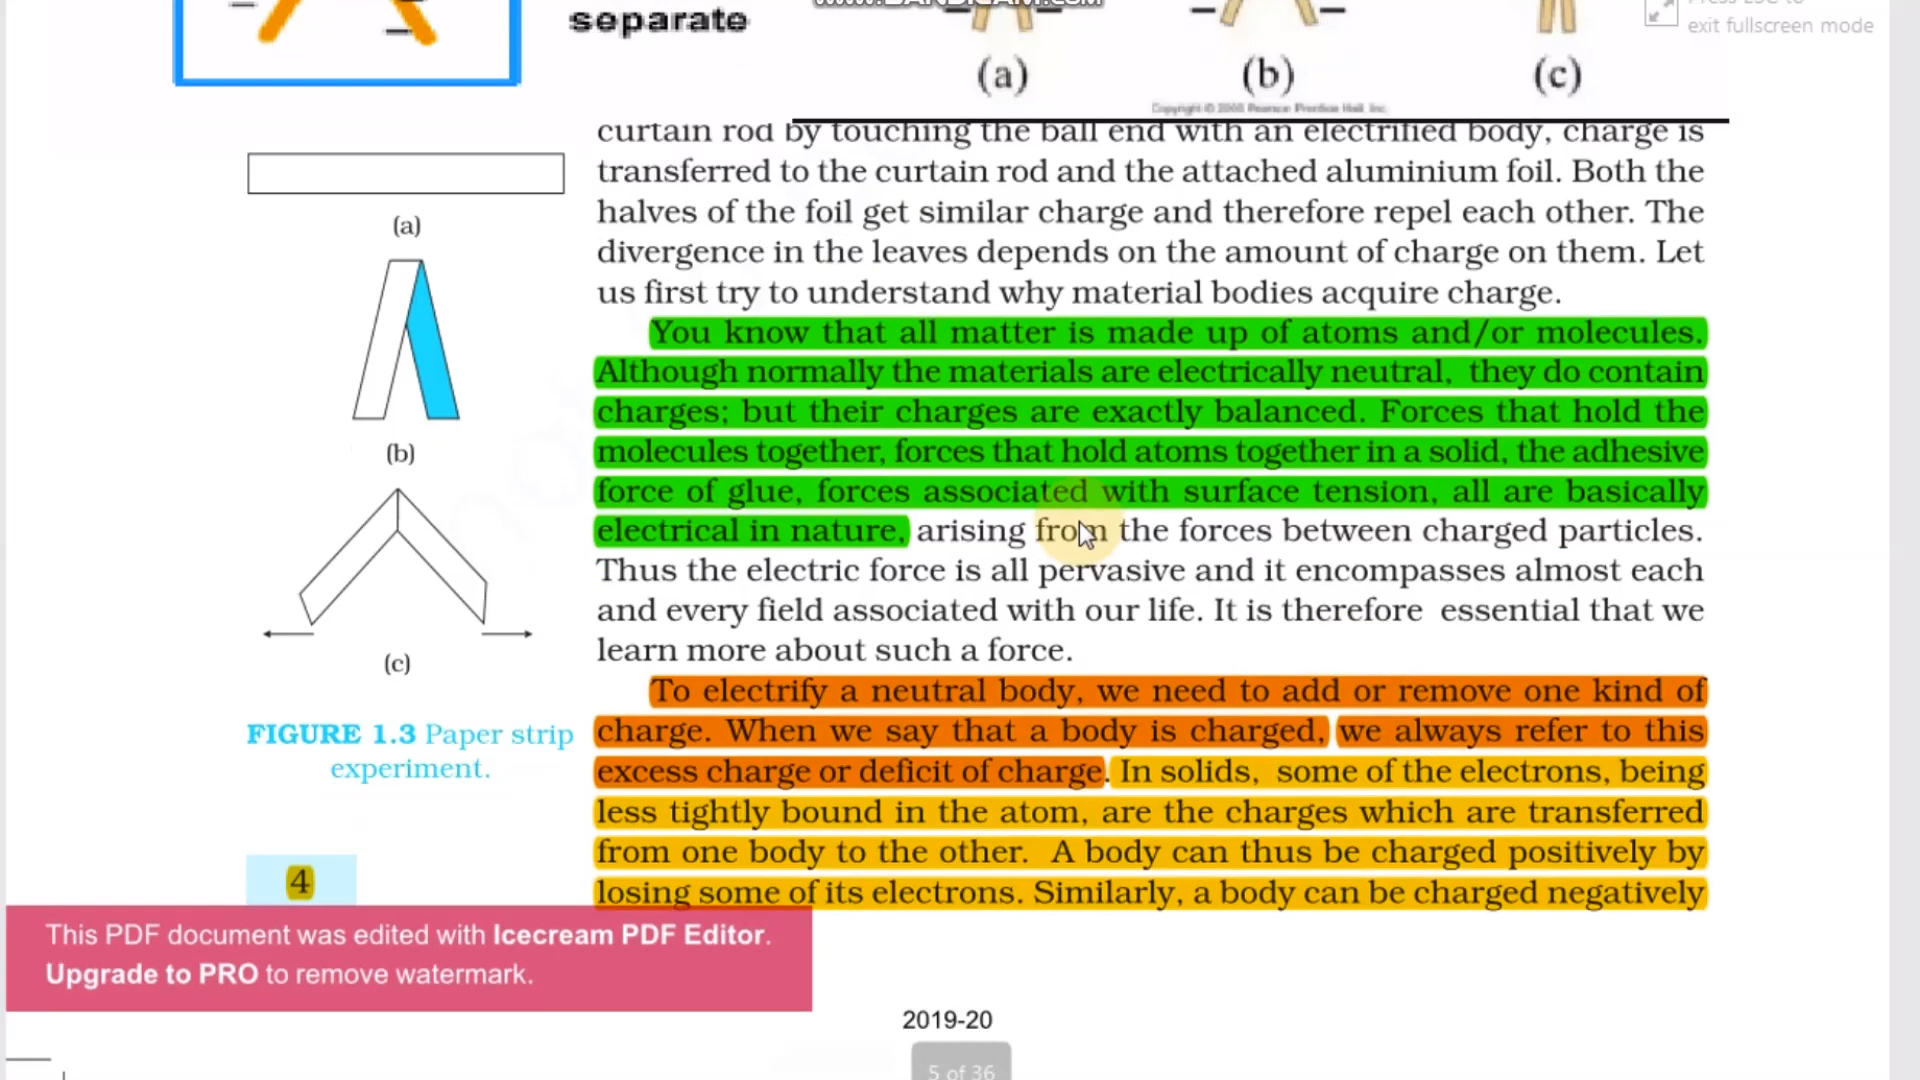 separate
www.BANDICAM.com
exit fullscreen mode
(a)
(b)
(c)
Copyright © 2005 Pearson Prentice Hall, Inc.
curtain rod by touching the ball end with an electrified body, charge is
transferred to the curtain rod and the attached aluminium foil. Both the
halves of the foil get similar charge and therefore repel each other. The
divergence in the leaves depends on the amount of charge on them. Let
us first try to understand why material bodies acquire charge.
You know that all matter is made up of atoms and/or molecules.
Although normally the materials are electrically neutral, they do contain
charges; but their charges are exactly balanced. Forces that hold the
molecules together, forces that hold atoms together in a solid, the adhesive
force of glue, forces associated with surface tension, all are basically
electrical in nature, arising from the forces between charged particles.
Thus the electric force is all pervasive and it encompasses almost each
and every field associated with our life. It is therefore essential that we
learn more about such a force.
To electrify a neutral body, we need to add or remove one kind of
charge. When we say that a body is charged, we always refer to this
excess charge or deficit of charge. In solids, some of the electrons, being
less tightly bound in the atom, are the charges which are transferred
from one body to the other. A body can thus be charged positively by
losing some of its electrons. Similarly, a body can be charged negatively
(a)
(b)
(c)
FIGURE 1.3 Paper strip
experiment.
4
This PDF document was edited with Icecream PDF Editor.
Upgrade to PRO to remove watermark.
2019-20
5 of 36